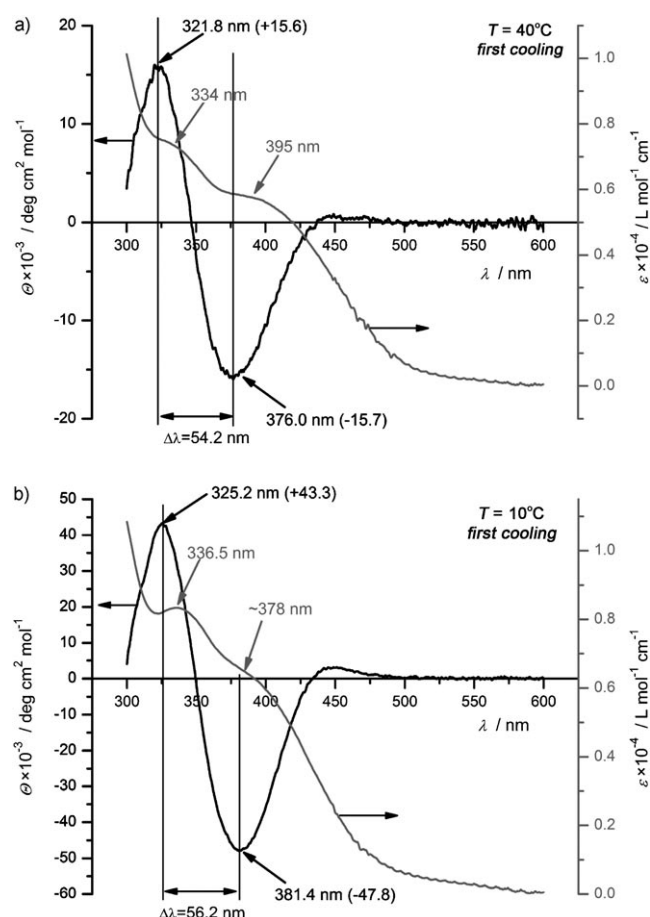 a)
321.8 nm (+15.6)
T = 40°C
first cooling
334 nm
395 nm
20
10
0
-10
-20
300 350 400 450 500 550 600
λ / nm
Θ×10⁻³ / deg cm² mol⁻¹
1.0
0.8
0.6
0.4
0.2
0.0
ε×10⁻⁴ / L mol⁻¹ cm⁻¹
376.0 nm (-15.7)
Δλ=54.2 nm
b)
325.2 nm (+43.3)
T = 10°C
first cooling
336.5 nm
~378 nm
50
40
30
20
10
0
-10
-20
-30
-40
-50
-60
300 350 400 450 500 550 600
λ / nm
Θ×10⁻³ / deg cm² mol⁻¹
1.0
0.8
0.6
0.4
0.2
0.0
ε×10⁻⁴ / L mol⁻¹ cm⁻¹
381.4 nm (-47.8)
Δλ=56.2 nm